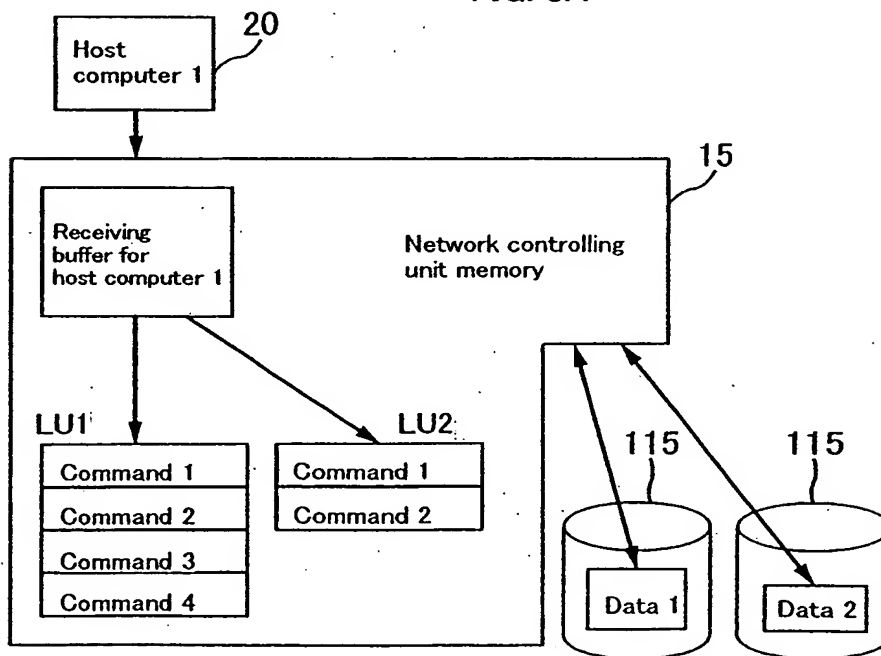 20
Host
computer 1
15
Receiving
buffer for
host computer 1
Network controlling
unit memory
LU1
LU2
Command 1
Command 2
Command 3
Command 4
Command 1
Command 2
115
115
Data 1
Data 2